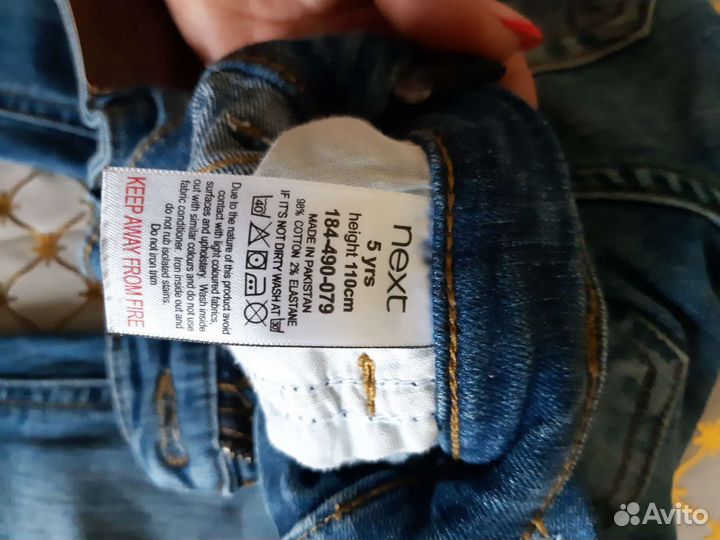 next
5 yrs
height 110cm
184-490-079
MADE IN PAKISTAN
98% COTTON 2% ELASTANE
IF IT'S NOT DIRTY WASH AT 30
40
Due to the nature of this product avoid
contact with light coloured fabrics,
surfaces and upholstery. Wash inside
out with similar colours and do not use
fabric conditioner. Iron inside out and
do not rub isolated stains.
Do not iron trim
KEEP AWAY FROM FIRE
Avito